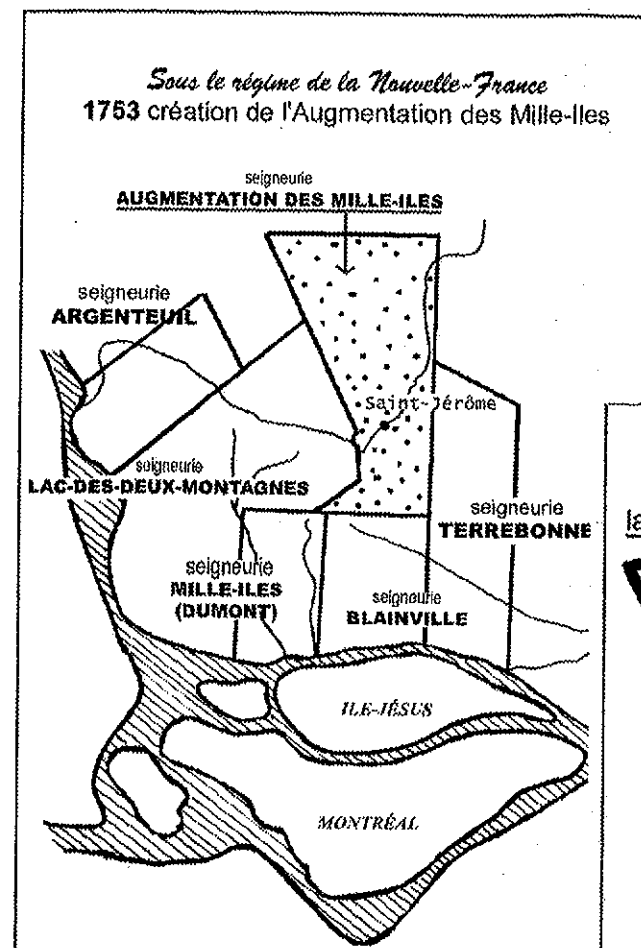 Sous le régime de la Nouvelle-France
1753 création de l'Augmentation des Mille-Iles
seigneurie
AUGMENTATION DES MILLE-ILES
seigneurie
ARGENTEUIL
Saint-Jérôme
seigneurie
LAC-DES-DEUX-MONTAGNES
seigneurie
TERREBONNE
seigneurie
MILLE-ILES
(DUMONT)
seigneurie
BLAINVILLE
ILE-JÉSUS
MONTRÉAL